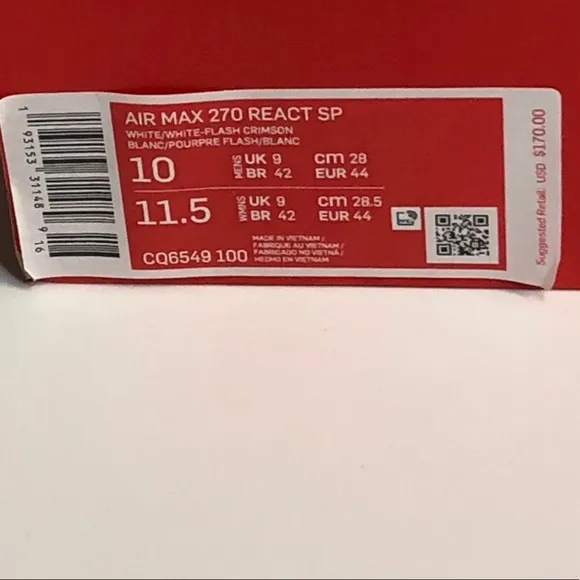 AIR MAX 270 REACT SP
WHITE/WHITE-FLASH CRIMSON
BLANC/POURPRE FLASH/BLANC
10 MENS UK 9 cm 28
BR 42 EUR 44
11.5 WMNS UK 9 cm 28.5
BR 42 EUR 44
CQ6549 100
MADE IN VIETNAM /
FABRIQUE AU VIETNAM /
FABRICADO NO VIETNÃ /
HECHO EN VIETNAM
1 93153 31148 9 16
Suggested Retail: USD $170.00